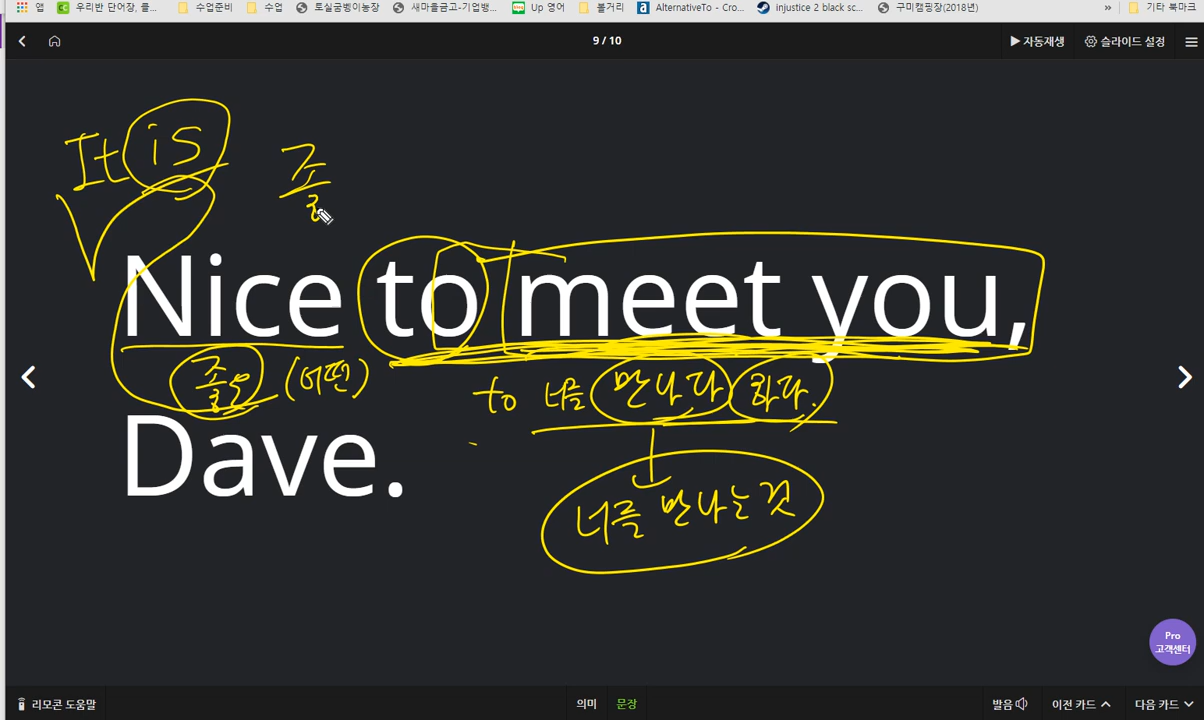 앱 우리반 단어장, 클... 수업준비 수업 토실굼벵이농장 새마을금고-기업뱅... Up 영어 볼거리 AlternativeTo - Cro... injustice 2 black sc... 구미캠핑장(2018년) » 기타 북마크
9 / 10 자동재생 슬라이드 설정
It is
Nice to meet you,
좋은 (어떤) to 너를 만나다 하다.
Dave.
너를 만나는 것
Pro
고객센터
리모콘 도움말 의미 문장 발음 이전 카드 다음 카드